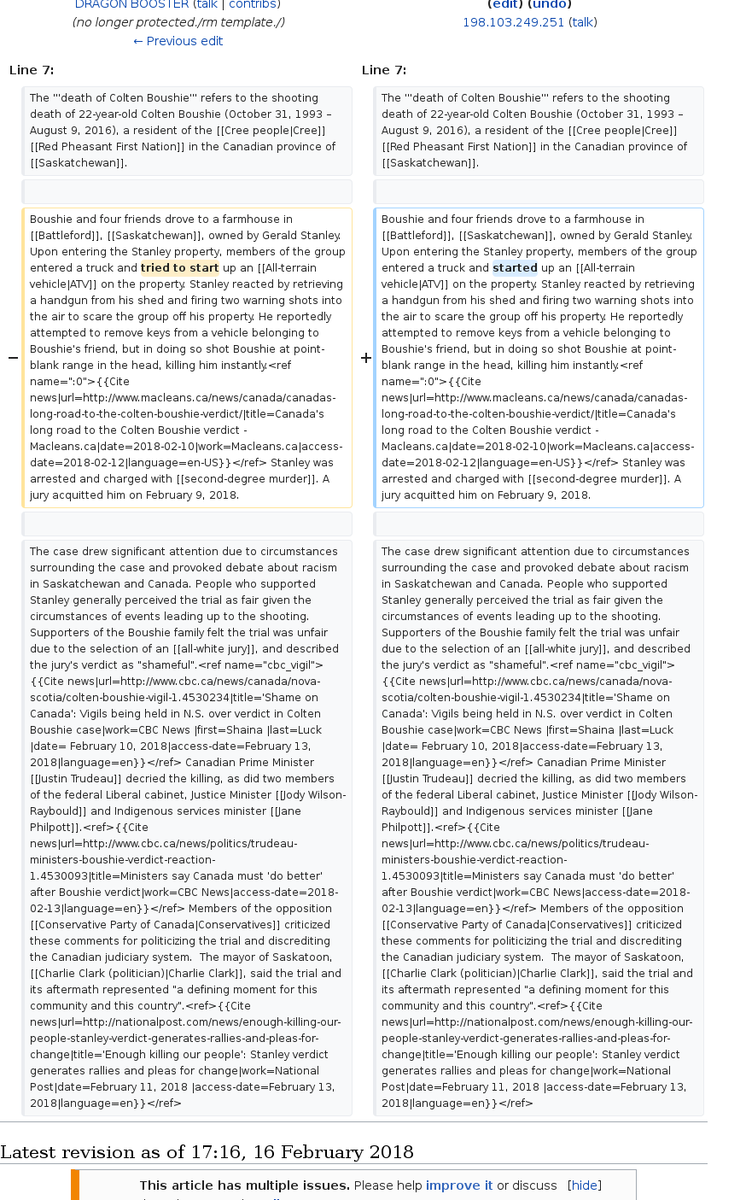 DRAGON BOOSTER (talk | contribs)
(no longer protected./rm template./)
← Previous edit
(edit) (undo)
198.103.249.251 (talk)
Line 7:
The '''death of Colten Boushie''' refers to the shooting
death of 22-year-old Colten Boushie (October 31, 1993 –
August 9, 2016), a resident of the [[Cree people|Cree]]
[[Red Pheasant First Nation]] in the Canadian province of
[[Saskatchewan]].
Line 7:
The '''death of Colten Boushie''' refers to the shooting
death of 22-year-old Colten Boushie (October 31, 1993 –
August 9, 2016), a resident of the [[Cree people|Cree]]
[[Red Pheasant First Nation]] in the Canadian province of
[[Saskatchewan]].
−
Boushie and four friends drove to a farmhouse in
[[Battleford]], [[Saskatchewan]], owned by Gerald Stanley.
Upon entering the Stanley property, members of the group
entered a truck and tried to start up an [[All-terrain
vehicle|ATV]] on the property. Stanley reacted by retrieving
a handgun from his shed and firing two warning shots into
the air to scare the group off his property. He reportedly
attempted to remove keys from a vehicle belonging to
Boushie's friend, but in doing so shot Boushie at point-
blank range in the head, killing him instantly.<ref
name=":0">{{Cite
news|url=http://www.macleans.ca/news/canada/canadas-
long-road-to-the-colten-boushie-verdict/|title=Canada's
long road to the Colten Boushie verdict -
Macleans.ca|date=2018-02-10|work=Macleans.ca|access-
date=2018-02-12|language=en-US}}</ref> Stanley was
arrested and charged with [[second-degree murder]]. A
jury acquitted him on February 9, 2018.
+
Boushie and four friends drove to a farmhouse in
[[Battleford]], [[Saskatchewan]], owned by Gerald Stanley.
Upon entering the Stanley property, members of the group
entered a truck and started up an [[All-terrain
vehicle|ATV]] on the property. Stanley reacted by retrieving
a handgun from his shed and firing two warning shots into
the air to scare the group off his property. He reportedly
attempted to remove keys from a vehicle belonging to
Boushie's friend, but in doing so shot Boushie at point-
blank range in the head, killing him instantly.<ref
name=":0">{{Cite
news|url=http://www.macleans.ca/news/canada/canadas-
long-road-to-the-colten-boushie-verdict/|title=Canada's
long road to the Colten Boushie verdict -
Macleans.ca|date=2018-02-10|work=Macleans.ca|access-
date=2018-02-12|language=en-US}}</ref> Stanley was
arrested and charged with [[second-degree murder]]. A
jury acquitted him on February 9, 2018.
The case drew significant attention due to circumstances
surrounding the case and provoked debate about racism
in Saskatchewan and Canada. People who supported
Stanley generally perceived the trial as fair given the
circumstances of events leading up to the shooting.
Supporters of the Boushie family felt the trial was unfair
due to the selection of an [[all-white jury]], and described
the jury's verdict as "shameful".<ref name="cbc_vigil">
{{Cite news|url=http://www.cbc.ca/news/canada/nova-
scotia/colten-boushie-vigil-1.4530234|title='Shame on
Canada': Vigils being held in N.S. over verdict in Colten
Boushie case|work=CBC News |first=Shaina |last=Luck
|date= February 10, 2018|access-date=February 13,
2018|language=en}}</ref> Canadian Prime Minister
[[Justin Trudeau]] decried the killing, as did two members
of the federal Liberal cabinet, Justice Minister [[Jody Wilson-
Raybould]] and Indigenous services minister [[Jane
Philpott]].<ref>{{Cite
news|url=http://www.cbc.ca/news/politics/trudeau-
ministers-boushie-verdict-reaction-
1.4530093|title=Ministers say Canada must 'do better'
after Boushie verdict|work=CBC News|access-date=2018-
02-13|language=en}}</ref> Members of the opposition
[[Conservative Party of Canada|Conservatives]] criticized
these comments for politicizing the trial and discrediting
the Canadian judiciary system.  The mayor of Saskatoon,
[[Charlie Clark (politician)|Charlie Clark]], said the trial and
its aftermath represented "a defining moment for this
community and this country".<ref>{{Cite
news|url=http://nationalpost.com/news/enough-killing-our-
people-stanley-verdict-generates-rallies-and-pleas-for-
change|title='Enough killing our people': Stanley verdict
generates rallies and pleas for change|work=National
Post|date=February 11, 2018 |access-date=February 13,
2018|language=en}}</ref>
The case drew significant attention due to circumstances
surrounding the case and provoked debate about racism
in Saskatchewan and Canada. People who supported
Stanley generally perceived the trial as fair given the
circumstances of events leading up to the shooting.
Supporters of the Boushie family felt the trial was unfair
due to the selection of an [[all-white jury]], and described
the jury's verdict as "shameful".<ref name="cbc_vigil">
{{Cite news|url=http://www.cbc.ca/news/canada/nova-
scotia/colten-boushie-vigil-1.4530234|title='Shame on
Canada': Vigils being held in N.S. over verdict in Colten
Boushie case|work=CBC News |first=Shaina |last=Luck
|date= February 10, 2018|access-date=February 13,
2018|language=en}}</ref> Canadian Prime Minister
[[Justin Trudeau]] decried the killing, as did two members
of the federal Liberal cabinet, Justice Minister [[Jody Wilson-
Raybould]] and Indigenous services minister [[Jane
Philpott]].<ref>{{Cite
news|url=http://www.cbc.ca/news/politics/trudeau-
ministers-boushie-verdict-reaction-
1.4530093|title=Ministers say Canada must 'do better'
after Boushie verdict|work=CBC News|access-date=2018-
02-13|language=en}}</ref> Members of the opposition
[[Conservative Party of Canada|Conservatives]] criticized
these comments for politicizing the trial and discrediting
the Canadian judiciary system.  The mayor of Saskatoon,
[[Charlie Clark (politician)|Charlie Clark]], said the trial and
its aftermath represented "a defining moment for this
community and this country".<ref>{{Cite
news|url=http://nationalpost.com/news/enough-killing-our-
people-stanley-verdict-generates-rallies-and-pleas-for-
change|title='Enough killing our people': Stanley verdict
generates rallies and pleas for change|work=National
Post|date=February 11, 2018 |access-date=February 13,
2018|language=en}}</ref>
Latest revision as of 17:16, 16 February 2018
This article has multiple issues. Please help improve it or discuss [hide]